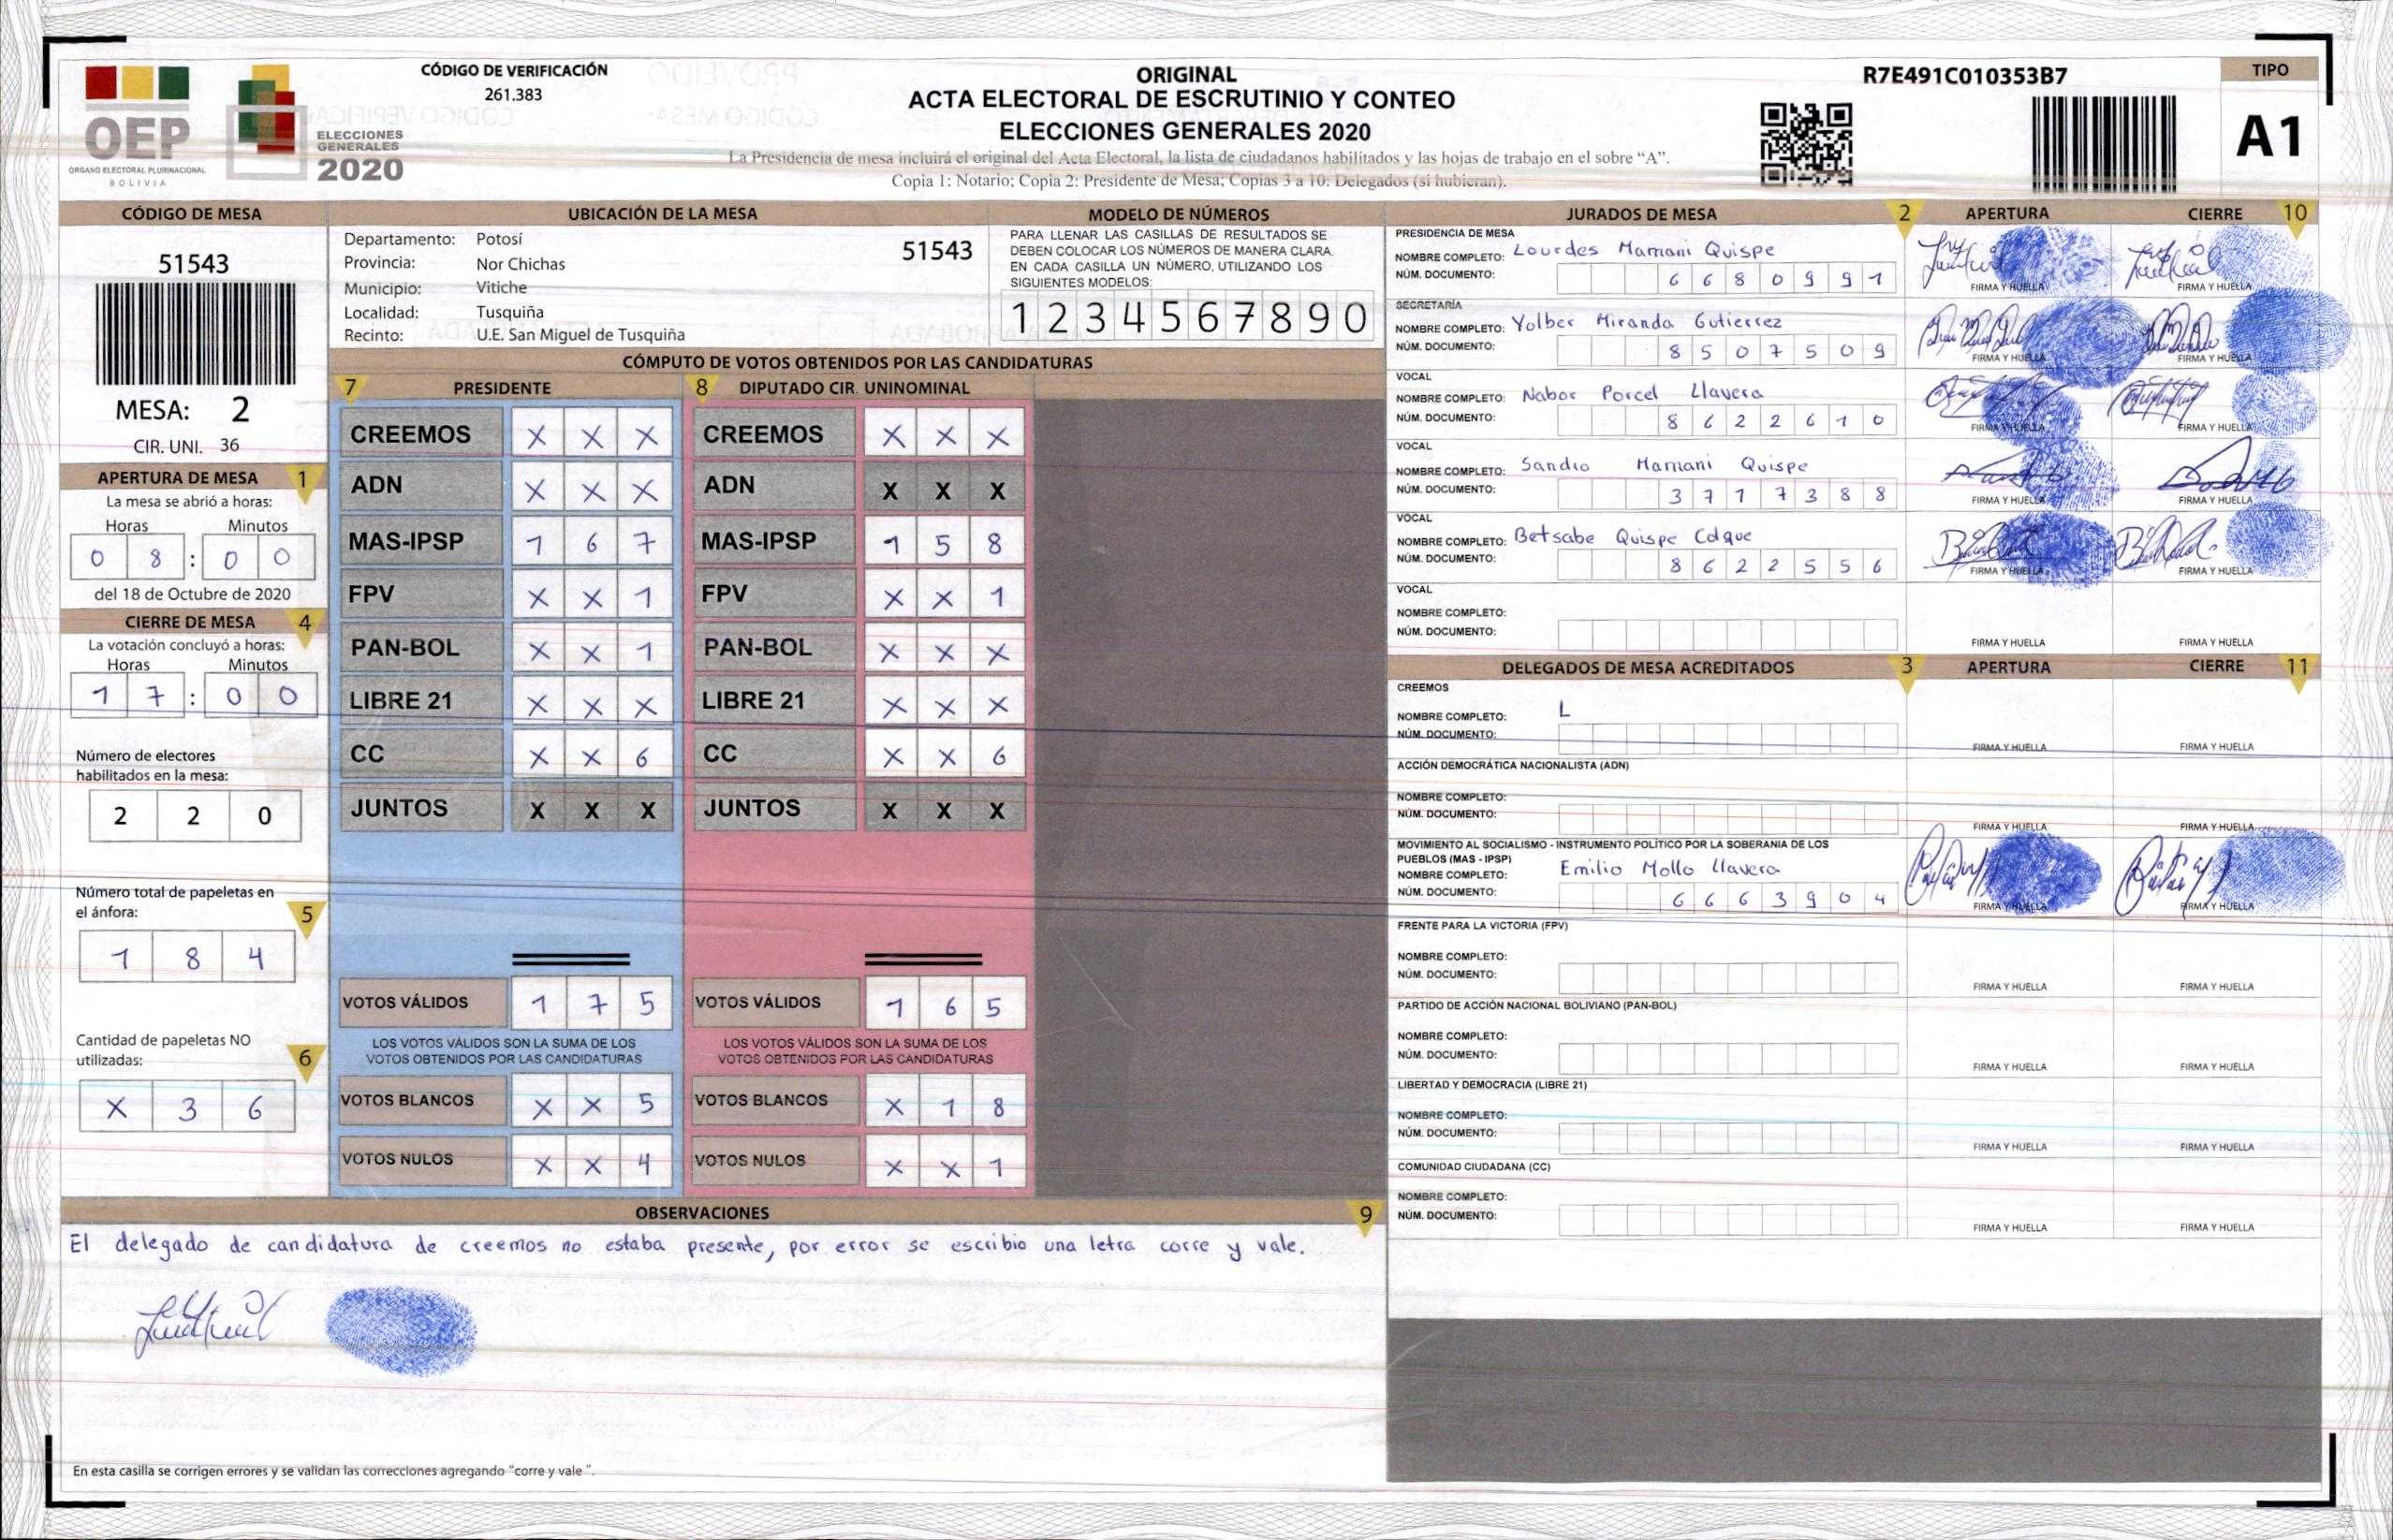 OEP
ÓRGANO ELECTORAL PLURINACIONAL
BOLIVIA
ELECCIONES
GENERALES
2020
CÓDIGO DE VERIFICACIÓN
261.383
ORIGINAL
ACTA ELECTORAL DE ESCRUTINIO Y CONTEO
ELECCIONES GENERALES 2020
La Presidencia de mesa incluirá el original del Acta Electoral, la lista de ciudadanos habilitados y las hojas de trabajo en el sobre “A”.
Copia 1: Notario; Copia 2: Presidente de Mesa; Copias 3 a 10: Delegados (si hubieran).
R7E491C010353B7
TIPO
A1
CÓDIGO DE MESA
51543
MESA: 2
CIR. UNI. 36
APERTURA DE MESA 1
La mesa se abrió a horas:
Horas Minutos
0 8 : 0 0
del 18 de Octubre de 2020
CIERRE DE MESA 4
La votación concluyó a horas:
Horas Minutos
1 7 : 0 0
Número de electores
habilitados en la mesa:
2 2 0
Número total de papeletas en
el ánfora: 5
1 8 4
Cantidad de papeletas NO
utilizadas: 6
X 3 6
UBICACIÓN DE LA MESA
Departamento: Potosí 51543
Provincia: Nor Chichas
Municipio: Vitiche
Localidad: Tusquiña
Recinto: U.E. San Miguel de Tusquiña
MODELO DE NÚMEROS
PARA LLENAR LAS CASILLAS DE RESULTADOS SE
DEBEN COLOCAR LOS NÚMEROS DE MANERA CLARA.
EN CADA CASILLA UN NÚMERO, UTILIZANDO LOS
SIGUIENTES MODELOS:
1 2 3 4 5 6 7 8 9 0
CÓMPUTO DE VOTOS OBTENIDOS POR LAS CANDIDATURAS
7 PRESIDENTE
CREEMOS X X X
ADN X X X
MAS-IPSP 1 6 7
FPV X X 1
PAN-BOL X X 1
LIBRE 21 X X X
CC X X 6
JUNTOS X X X
VOTOS VÁLIDOS 1 7 5
LOS VOTOS VÁLIDOS SON LA SUMA DE LOS
VOTOS OBTENIDOS POR LAS CANDIDATURAS
VOTOS BLANCOS X X 5
VOTOS NULOS X X 4
8 DIPUTADO CIR. UNINOMINAL
CREEMOS X X X
ADN X X X
MAS-IPSP 1 5 8
FPV X X 1
PAN-BOL X X X
LIBRE 21 X X X
CC X X 6
JUNTOS X X X
VOTOS VÁLIDOS 1 6 5
LOS VOTOS VÁLIDOS SON LA SUMA DE LOS
VOTOS OBTENIDOS POR LAS CANDIDATURAS
VOTOS BLANCOS X 1 8
VOTOS NULOS X X 1
OBSERVACIONES 9
El delegado de candidatura de creemos no estaba presente, por error se escribio una letra corre y vale.
En esta casilla se corrigen errores y se validan las correcciones agregando “corre y vale ”.
JURADOS DE MESA 2 APERTURA CIERRE 10
PRESIDENCIA DE MESA
NOMBRE COMPLETO: Lourdes Mamani Quispe
NÚM. DOCUMENTO: 6 6 8 0 9 9 1
FIRMA Y HUELLA FIRMA Y HUELLA
SECRETARÍA
NOMBRE COMPLETO: Yolber Miranda Gutierrez
NÚM. DOCUMENTO: 8 5 0 7 5 0 9
FIRMA Y HUELLA FIRMA Y HUELLA
VOCAL
NOMBRE COMPLETO: Nabor Porcel Llavera
NÚM. DOCUMENTO: 8 6 2 2 6 1 0
FIRMA Y HUELLA FIRMA Y HUELLA
VOCAL
NOMBRE COMPLETO: Sandro Mamani Quispe
NÚM. DOCUMENTO: 3 7 1 7 3 8 8
FIRMA Y HUELLA FIRMA Y HUELLA
VOCAL
NOMBRE COMPLETO: Betsabe Quispe Colque
NÚM. DOCUMENTO: 8 6 2 2 5 5 6
FIRMA Y HUELLA FIRMA Y HUELLA
VOCAL
NOMBRE COMPLETO:
NÚM. DOCUMENTO:
FIRMA Y HUELLA FIRMA Y HUELLA
DELEGADOS DE MESA ACREDITADOS 3 APERTURA CIERRE 11
CREEMOS
NOMBRE COMPLETO: L
NÚM. DOCUMENTO:
FIRMA Y HUELLA FIRMA Y HUELLA
ACCIÓN DEMOCRÁTICA NACIONALISTA (ADN)
NOMBRE COMPLETO:
NÚM. DOCUMENTO:
FIRMA Y HUELLA FIRMA Y HUELLA
MOVIMIENTO AL SOCIALISMO - INSTRUMENTO POLÍTICO POR LA SOBERANIA DE LOS
PUEBLOS (MAS - IPSP)
NOMBRE COMPLETO: Emilio Mollo Llavera
NÚM. DOCUMENTO: 6 6 6 3 9 0 4
FIRMA Y HUELLA FIRMA Y HUELLA
FRENTE PARA LA VICTORIA (FPV)
NOMBRE COMPLETO:
NÚM. DOCUMENTO:
FIRMA Y HUELLA FIRMA Y HUELLA
PARTIDO DE ACCIÓN NACIONAL BOLIVIANO (PAN-BOL)
NOMBRE COMPLETO:
NÚM. DOCUMENTO:
FIRMA Y HUELLA FIRMA Y HUELLA
LIBERTAD Y DEMOCRACIA (LIBRE 21)
NOMBRE COMPLETO:
NÚM. DOCUMENTO:
FIRMA Y HUELLA FIRMA Y HUELLA
COMUNIDAD CIUDADANA (CC)
NOMBRE COMPLETO:
NÚM. DOCUMENTO:
FIRMA Y HUELLA FIRMA Y HUELLA